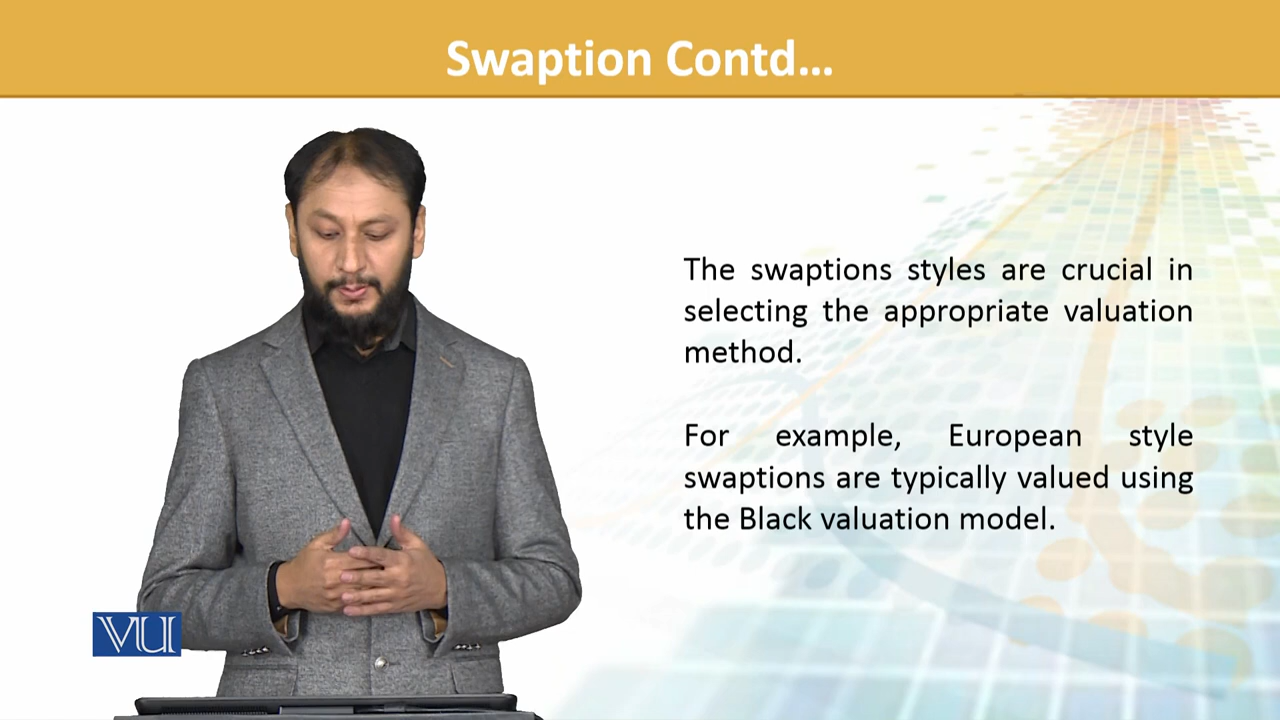 Swaption Contd...
The swaptions styles are crucial in
selecting the appropriate valuation
method.
For example, European style
swaptions are typically valued using
the Black valuation model.
VU